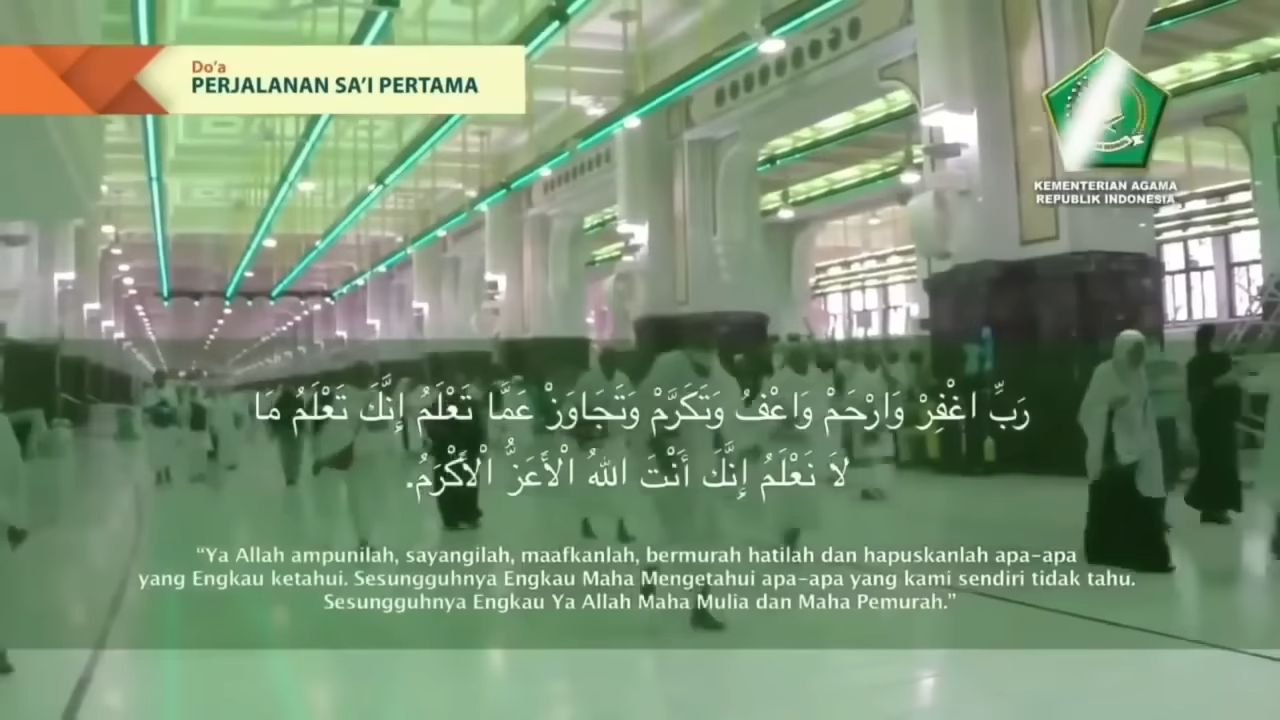 Do'a
PERJALANAN SA'I PERTAMA
KEMENTERIAN AGAMA
REPUBLIK INDONESIA
رَبِّ اغْفِرْ وَارْحَمْ وَاعْفُ وَتَكَرَّمْ وَتَجَاوَزْ عَمَّا تَعْلَمُ إِنَّكَ تَعْلَمُ مَا
لاَ نَعْلَمُ إِنَّكَ أَنْتَ اللهُ الْأَعَزُّ الْأَكْرَمُ.
“Ya Allah ampunilah, sayangilah, maafkanlah, bermurah hatilah dan hapuskanlah apa-apa
yang Engkau ketahui. Sesungguhnya Engkau Maha Mengetahui apa-apa yang kami sendiri tidak tahu.
Sesungguhnya Engkau Ya Allah Maha Mulia dan Maha Pemurah.”